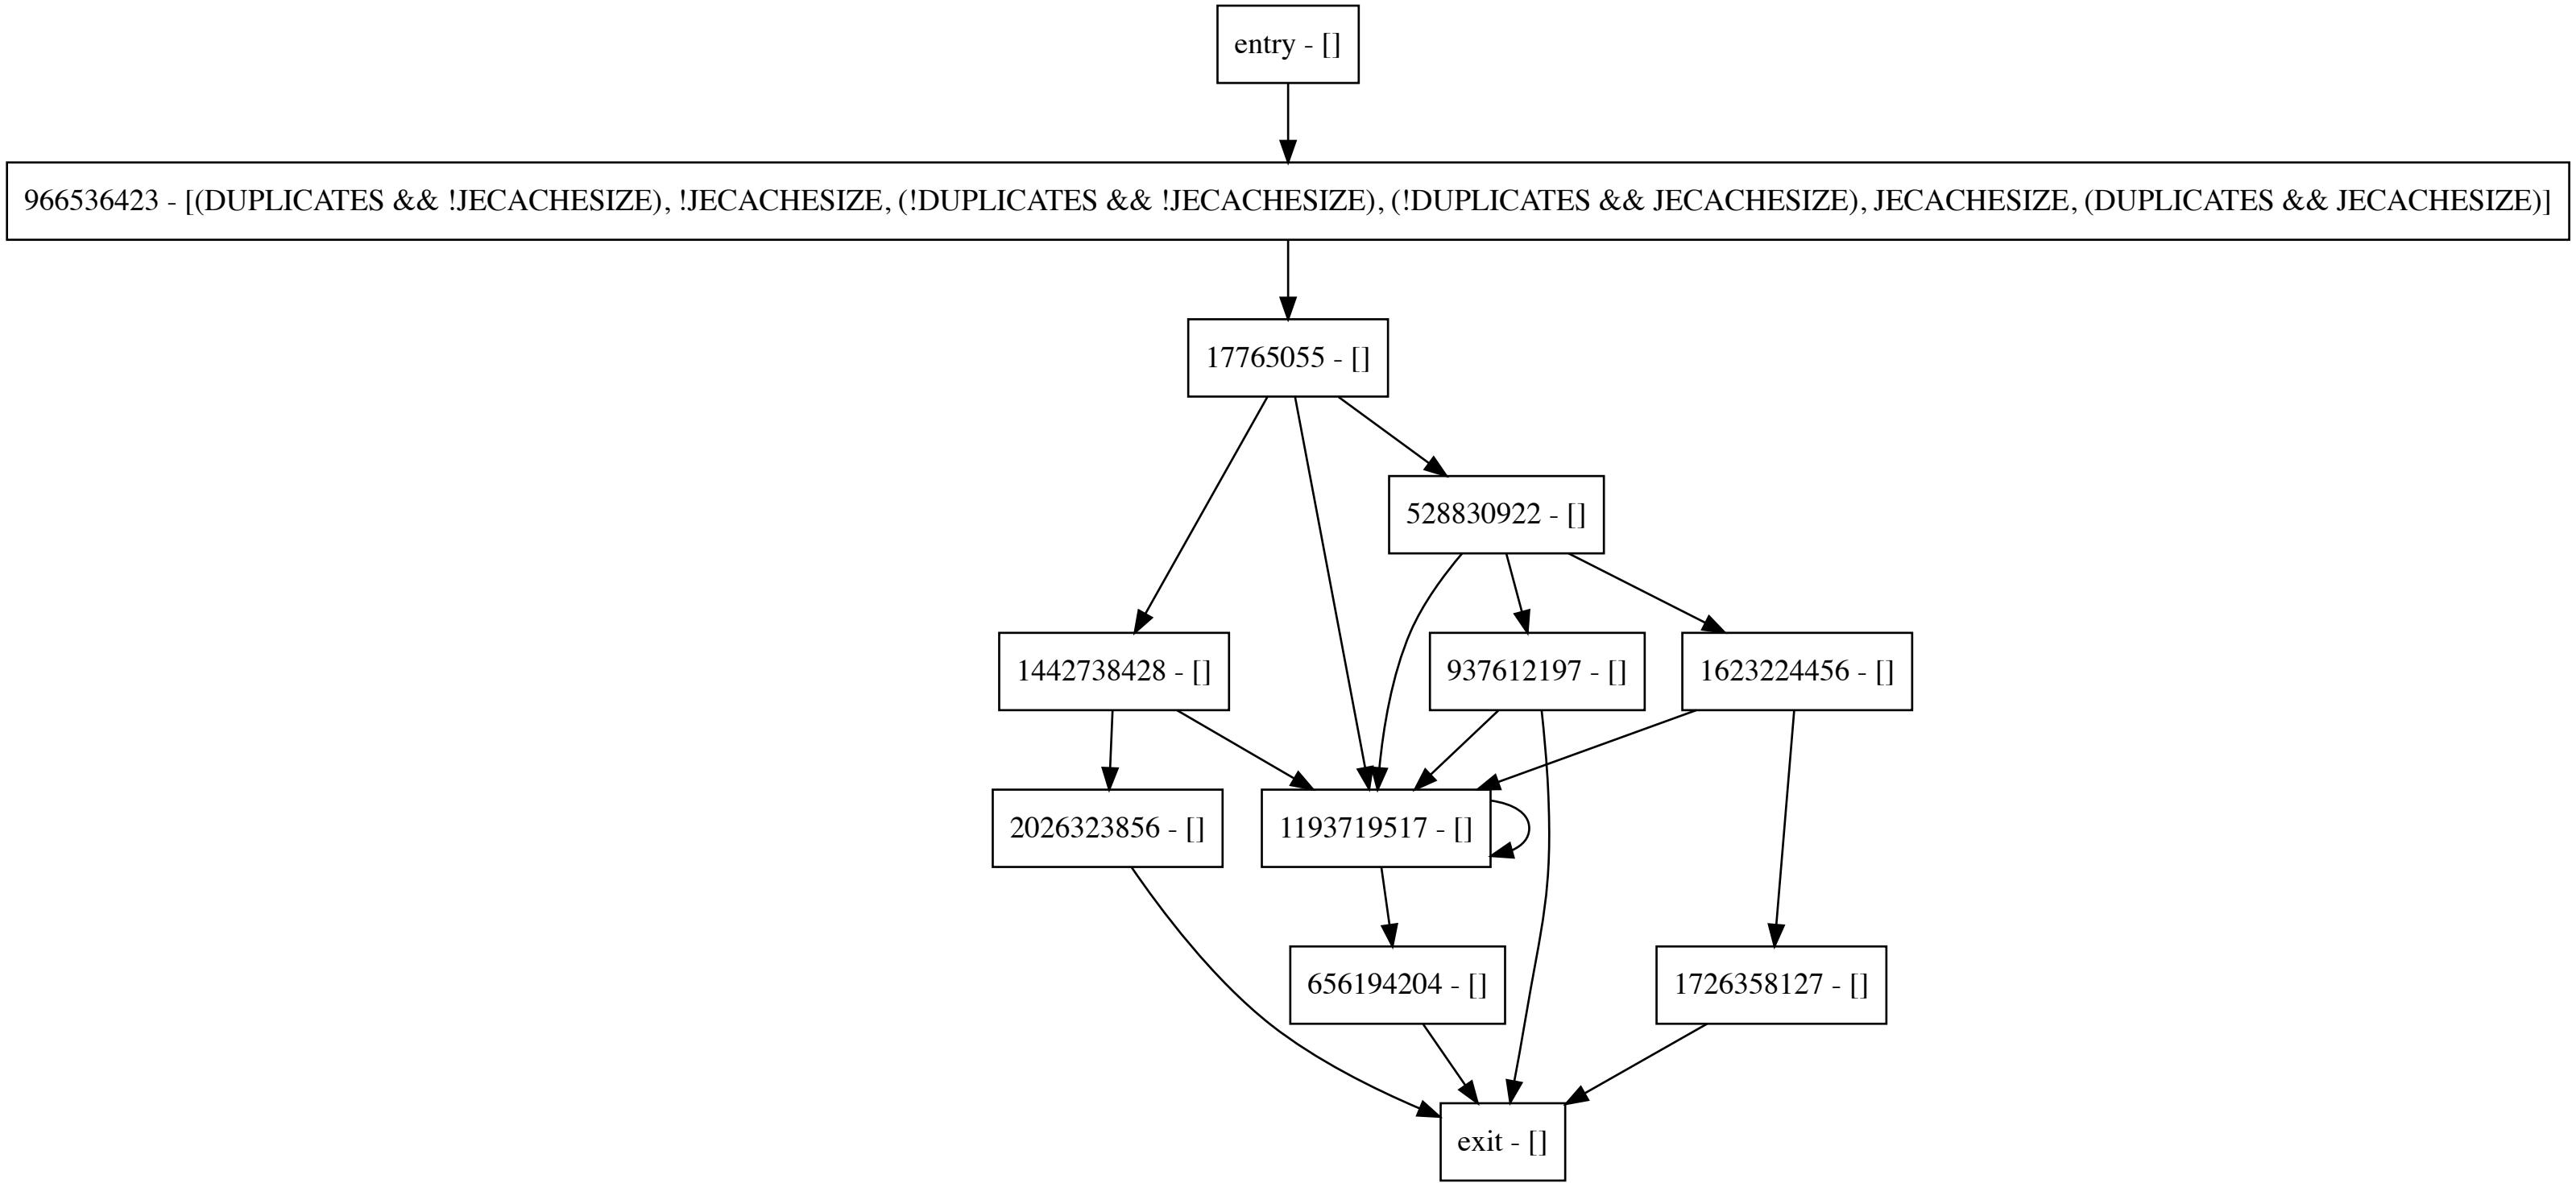 entry - []
966536423 - [(DUPLICATES && !JECACHESIZE), !JECACHESIZE, (!DUPLICATES && !JECACHESIZE), (!DUPLICATES && JECACHESIZE), JECACHESIZE, (DUPLICATES && JECACHESIZE)]
17765055 - []
528830922 - []
1442738428 - []
937612197 - []
1623224456 - []
2026323856 - []
1193719517 - []
656194204 - []
1726358127 - []
exit - []